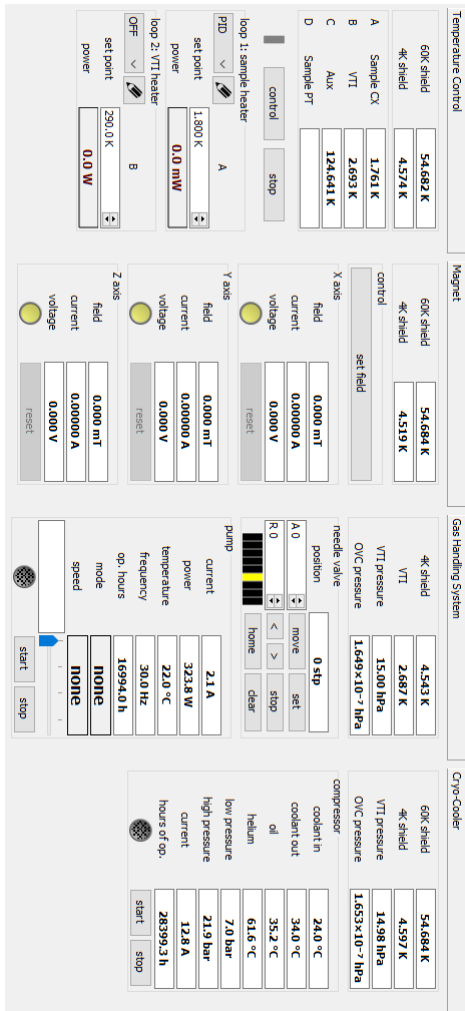 Temperature Control
60K shield 54.682 K
4K shield 4.574 K
A Sample CX 1.761 K
B VTI 2.693 K
C Aux 124.641 K
D Sample PT
control stop
loop 1: sample heater
PID A
set point 1,800 K
power 0.0 mW
loop 2: VTI heater
OFF B
set point 290.0 K
power 0.0 W
Magnet
60K shield 54.684 K
4K shield 4.519 K
control
set field
X axis
field 0.000 mT
current 0.00000 A
voltage 0.000 V
reset
Y axis
field 0.000 mT
current 0.00000 A
voltage 0.000 V
reset
Z axis
field 0.000 mT
current 0.00000 A
voltage 0.000 V
reset
Gas Handling System
4K shield 4.543 K
VTI 2.687 K
VTI pressure 15.00 hPa
OVC pressure 1.649×10⁻⁷ hPa
needle valve
position 0 stp
A 0 move set
R 0 < > stop
home clear
pump
current 2.1 A
power 323.8 W
temperature 22.0 °C
frequency 30.0 Hz
op. hours 16994.0 h
mode none
speed none
start stop
Cryo-Cooler
60K shield 54.684 K
4K shield 4.597 K
VTI pressure 14.98 hPa
OVC pressure 1.653×10⁻⁷ hPa
compressor
coolant in 24.0 °C
coolant out 34.0 °C
oil 35.2 °C
helium 61.6 °C
low pressure 7.0 bar
high pressure 21.9 bar
current 12.8 A
hours of op. 28399.3 h
start stop